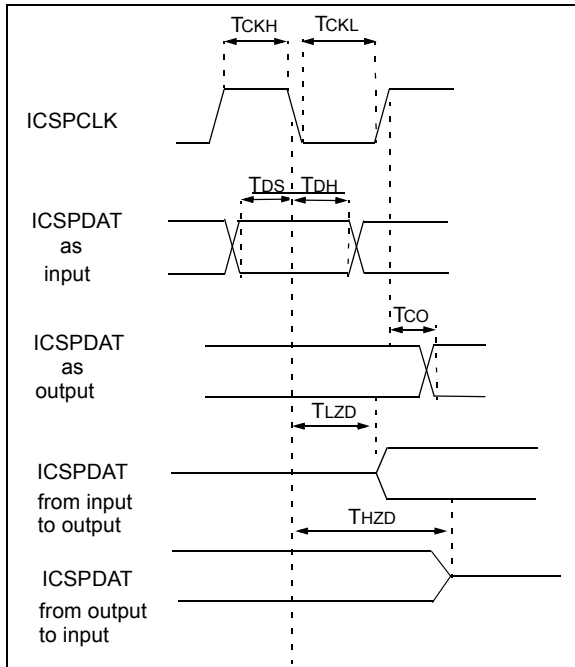 TCKH TCKL
ICSPCLK
TDS TDH
ICSPDAT
as
input
TCO
ICSPDAT
as
output
TLZD
ICSPDAT
from input
to output
THZD
ICSPDAT
from output
to input